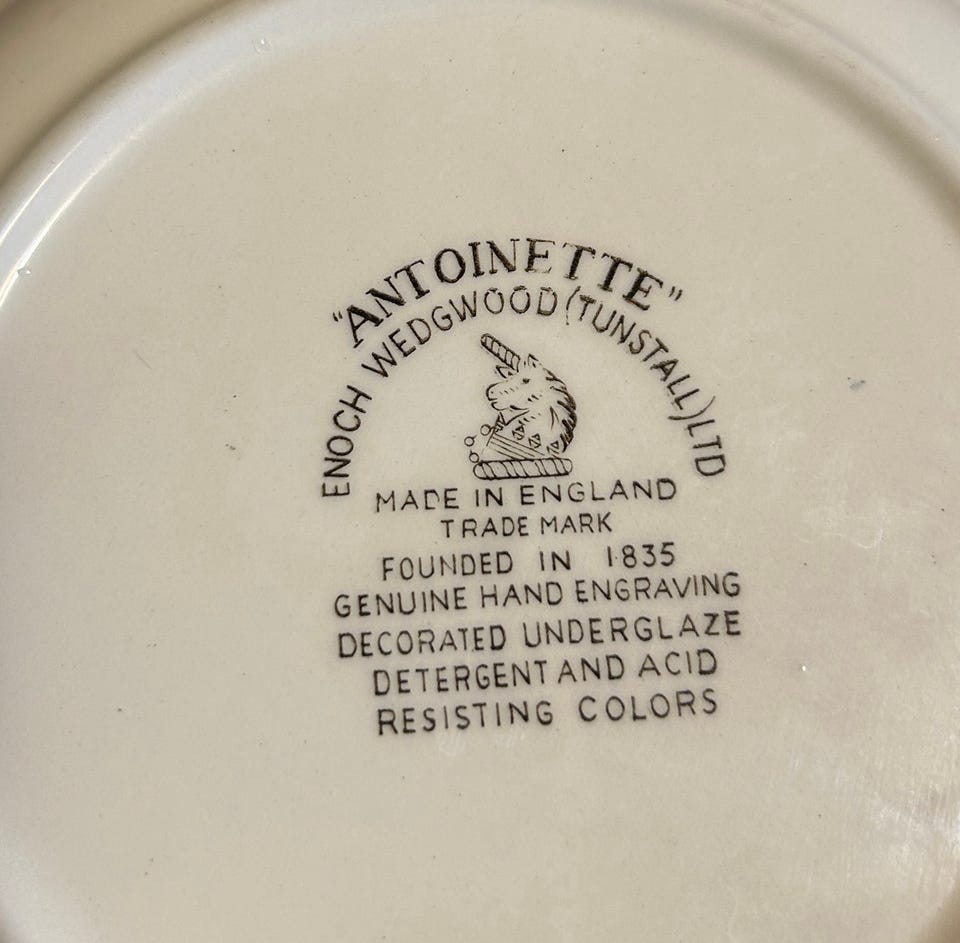 "ANTOINETTE"
ENOCH WEDGWOOD (TUNSTALL) LTD
MADE IN ENGLAND
TRADE MARK
FOUNDED IN 1835
GENUINE HAND ENGRAVING
DECORATED UNDERGLAZE
DETERGENT AND ACID
RESISTING COLORS